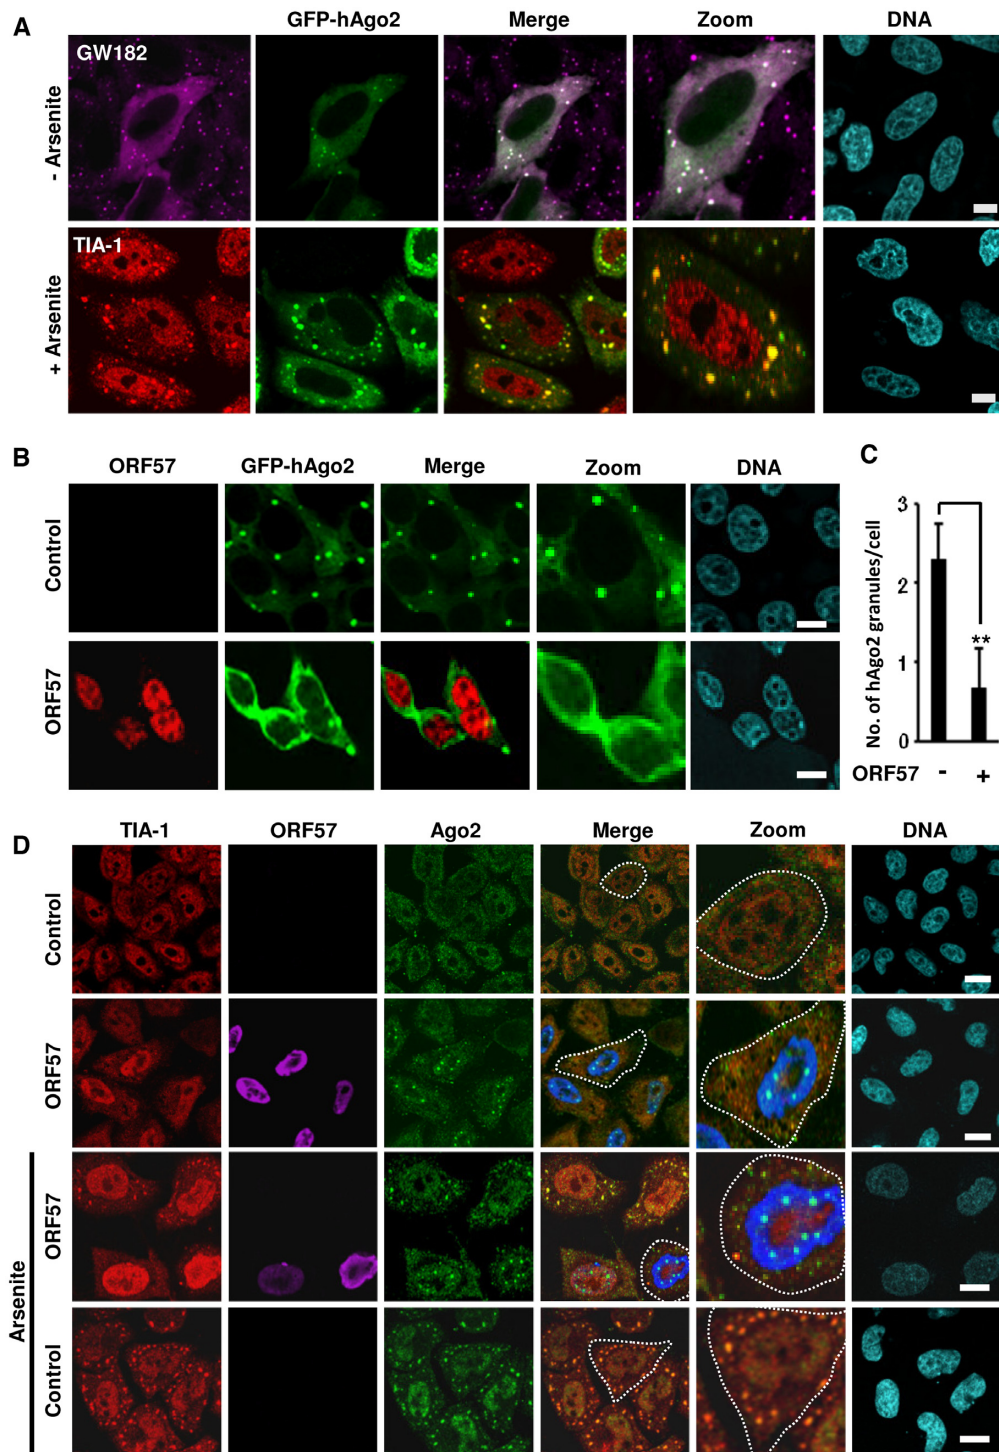 A
GFP-hAgo2 Merge Zoom DNA
- Arsenite
GW182
+ Arsenite
TIA-1
B
ORF57 GFP-hAgo2 Merge Zoom DNA
Control
ORF57
C
No. of hAgo2 granules/cell
3
2
1
0
**
ORF57 - +
D
TIA-1 ORF57 Ago2 Merge Zoom DNA
Control
ORF57
Arsenite
ORF57
Control